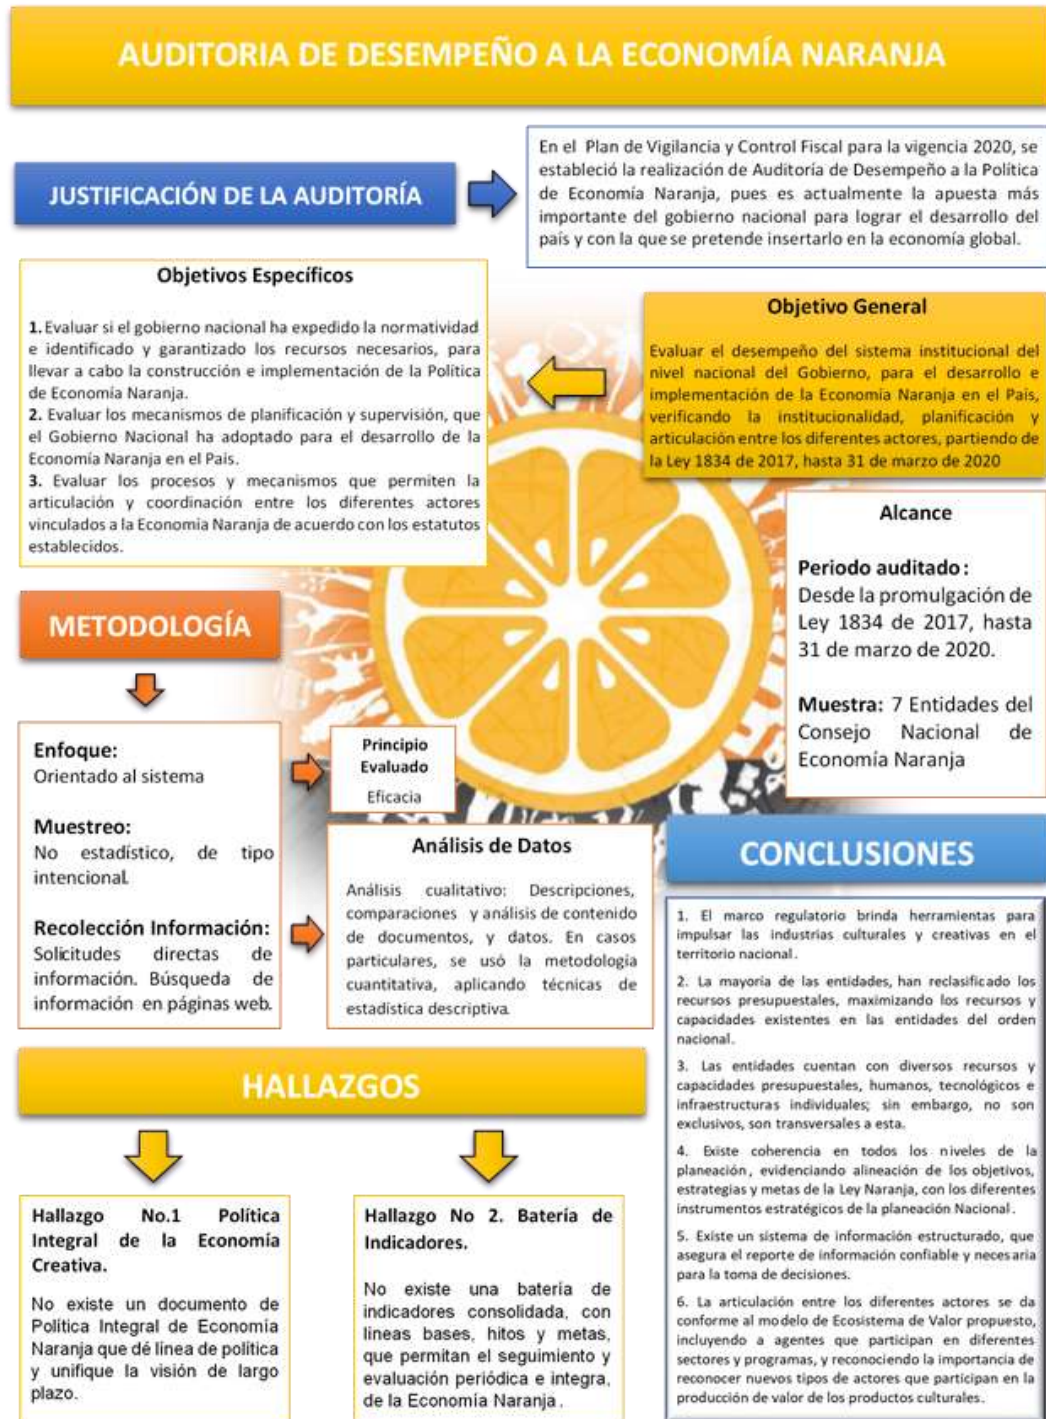 AUDITORIA DE DESEMPEÑO A LA ECONOMÍA NARANJA
JUSTIFICACIÓN DE LA AUDITORÍA
En el Plan de Vigilancia y Control Fiscal para la vigencia 2020, se
estableció la realización de Auditoría de Desempeño a la Política
de Economía Naranja, pues es actualmente la apuesta más
importante del gobierno nacional para lograr el desarrollo del
país y con la que se pretende insertarlo en la economía global.
Objetivo General
Evaluar el desempeño del sistema institucional del
nivel nacional del Gobierno, para el desarrollo e
implementación de la Economía Naranja en el País,
verificando la institucionalidad, planificación y
articulación entre los diferentes actores, partiendo de
la Ley 1834 de 2017, hasta 31 de marzo de 2020
Objetivos Específicos
1. Evaluar si el gobierno nacional ha expedido la normatividad
e identificado y garantizado los recursos necesarios, para
llevar a cabo la construcción e implementación de la Política
de Economía Naranja.
2. Evaluar los mecanismos de planificación y supervisión, que
el Gobierno Nacional ha adoptado para el desarrollo de la
Economía Naranja en el País.
3. Evaluar los procesos y mecanismos que permiten la
articulación y coordinación entre los diferentes actores
vinculados a la Economía Naranja de acuerdo con los estatutos
establecidos.
Alcance
Periodo auditado:
Desde la promulgación de
Ley 1834 de 2017, hasta
31 de marzo de 2020.
Muestra: 7 Entidades del
Consejo Nacional de
Economía Naranja
METODOLOGÍA
Enfoque:
Orientado al sistema
Muestreo:
No estadístico, de tipo
intencional.
Recolección Información:
Solicitudes directas de
información. Búsqueda de
información en páginas web.
Principio
Evaluado
Eficacia
Análisis de Datos
Análisis cualitativo: Descripciones,
comparaciones y análisis de contenido
de documentos, y datos. En casos
particulares, se usó la metodología
cuantitativa, aplicando técnicas de
estadística descriptiva.
HALLAZGOS
Hallazgo No.1 Política
Integral de la Economía
Creativa.
No existe un documento de
Política Integral de Economía
Naranja que dé línea de política
y unifique la visión de largo
plazo.
Hallazgo No 2. Batería de
Indicadores.
No existe una batería de
indicadores consolidada, con
líneas bases, hitos y metas,
que permitan el seguimiento y
evaluación periódica e integra,
de la Economía Naranja.
CONCLUSIONES
1. El marco regulatorio brinda herramientas para
impulsar las industrias culturales y creativas en el
territorio nacional.
2. La mayoría de las entidades, han reclasificado los
recursos presupuestales, maximizando los recursos y
capacidades existentes en las entidades del orden
nacional.
3. Las entidades cuentan con diversos recursos y
capacidades presupuestales, humanos, tecnológicos e
infraestructuras individuales; sin embargo, no son
exclusivos, son transversales a esta.
4. Existe coherencia en todos los niveles de la
planeación, evidenciando alineación de los objetivos,
estrategias y metas de la Ley Naranja, con los diferentes
instrumentos estratégicos de la planeación Nacional.
5. Existe un sistema de información estructurado, que
asegura el reporte de información confiable y necesaria
para la toma de decisiones.
6. La articulación entre los diferentes actores se da
conforme al modelo de Ecosistema de Valor propuesto,
incluyendo a agentes que participan en diferentes
sectores y programas, y reconociendo la importancia de
reconocer nuevos tipos de actores que participan en la
producción de valor de los productos culturales.